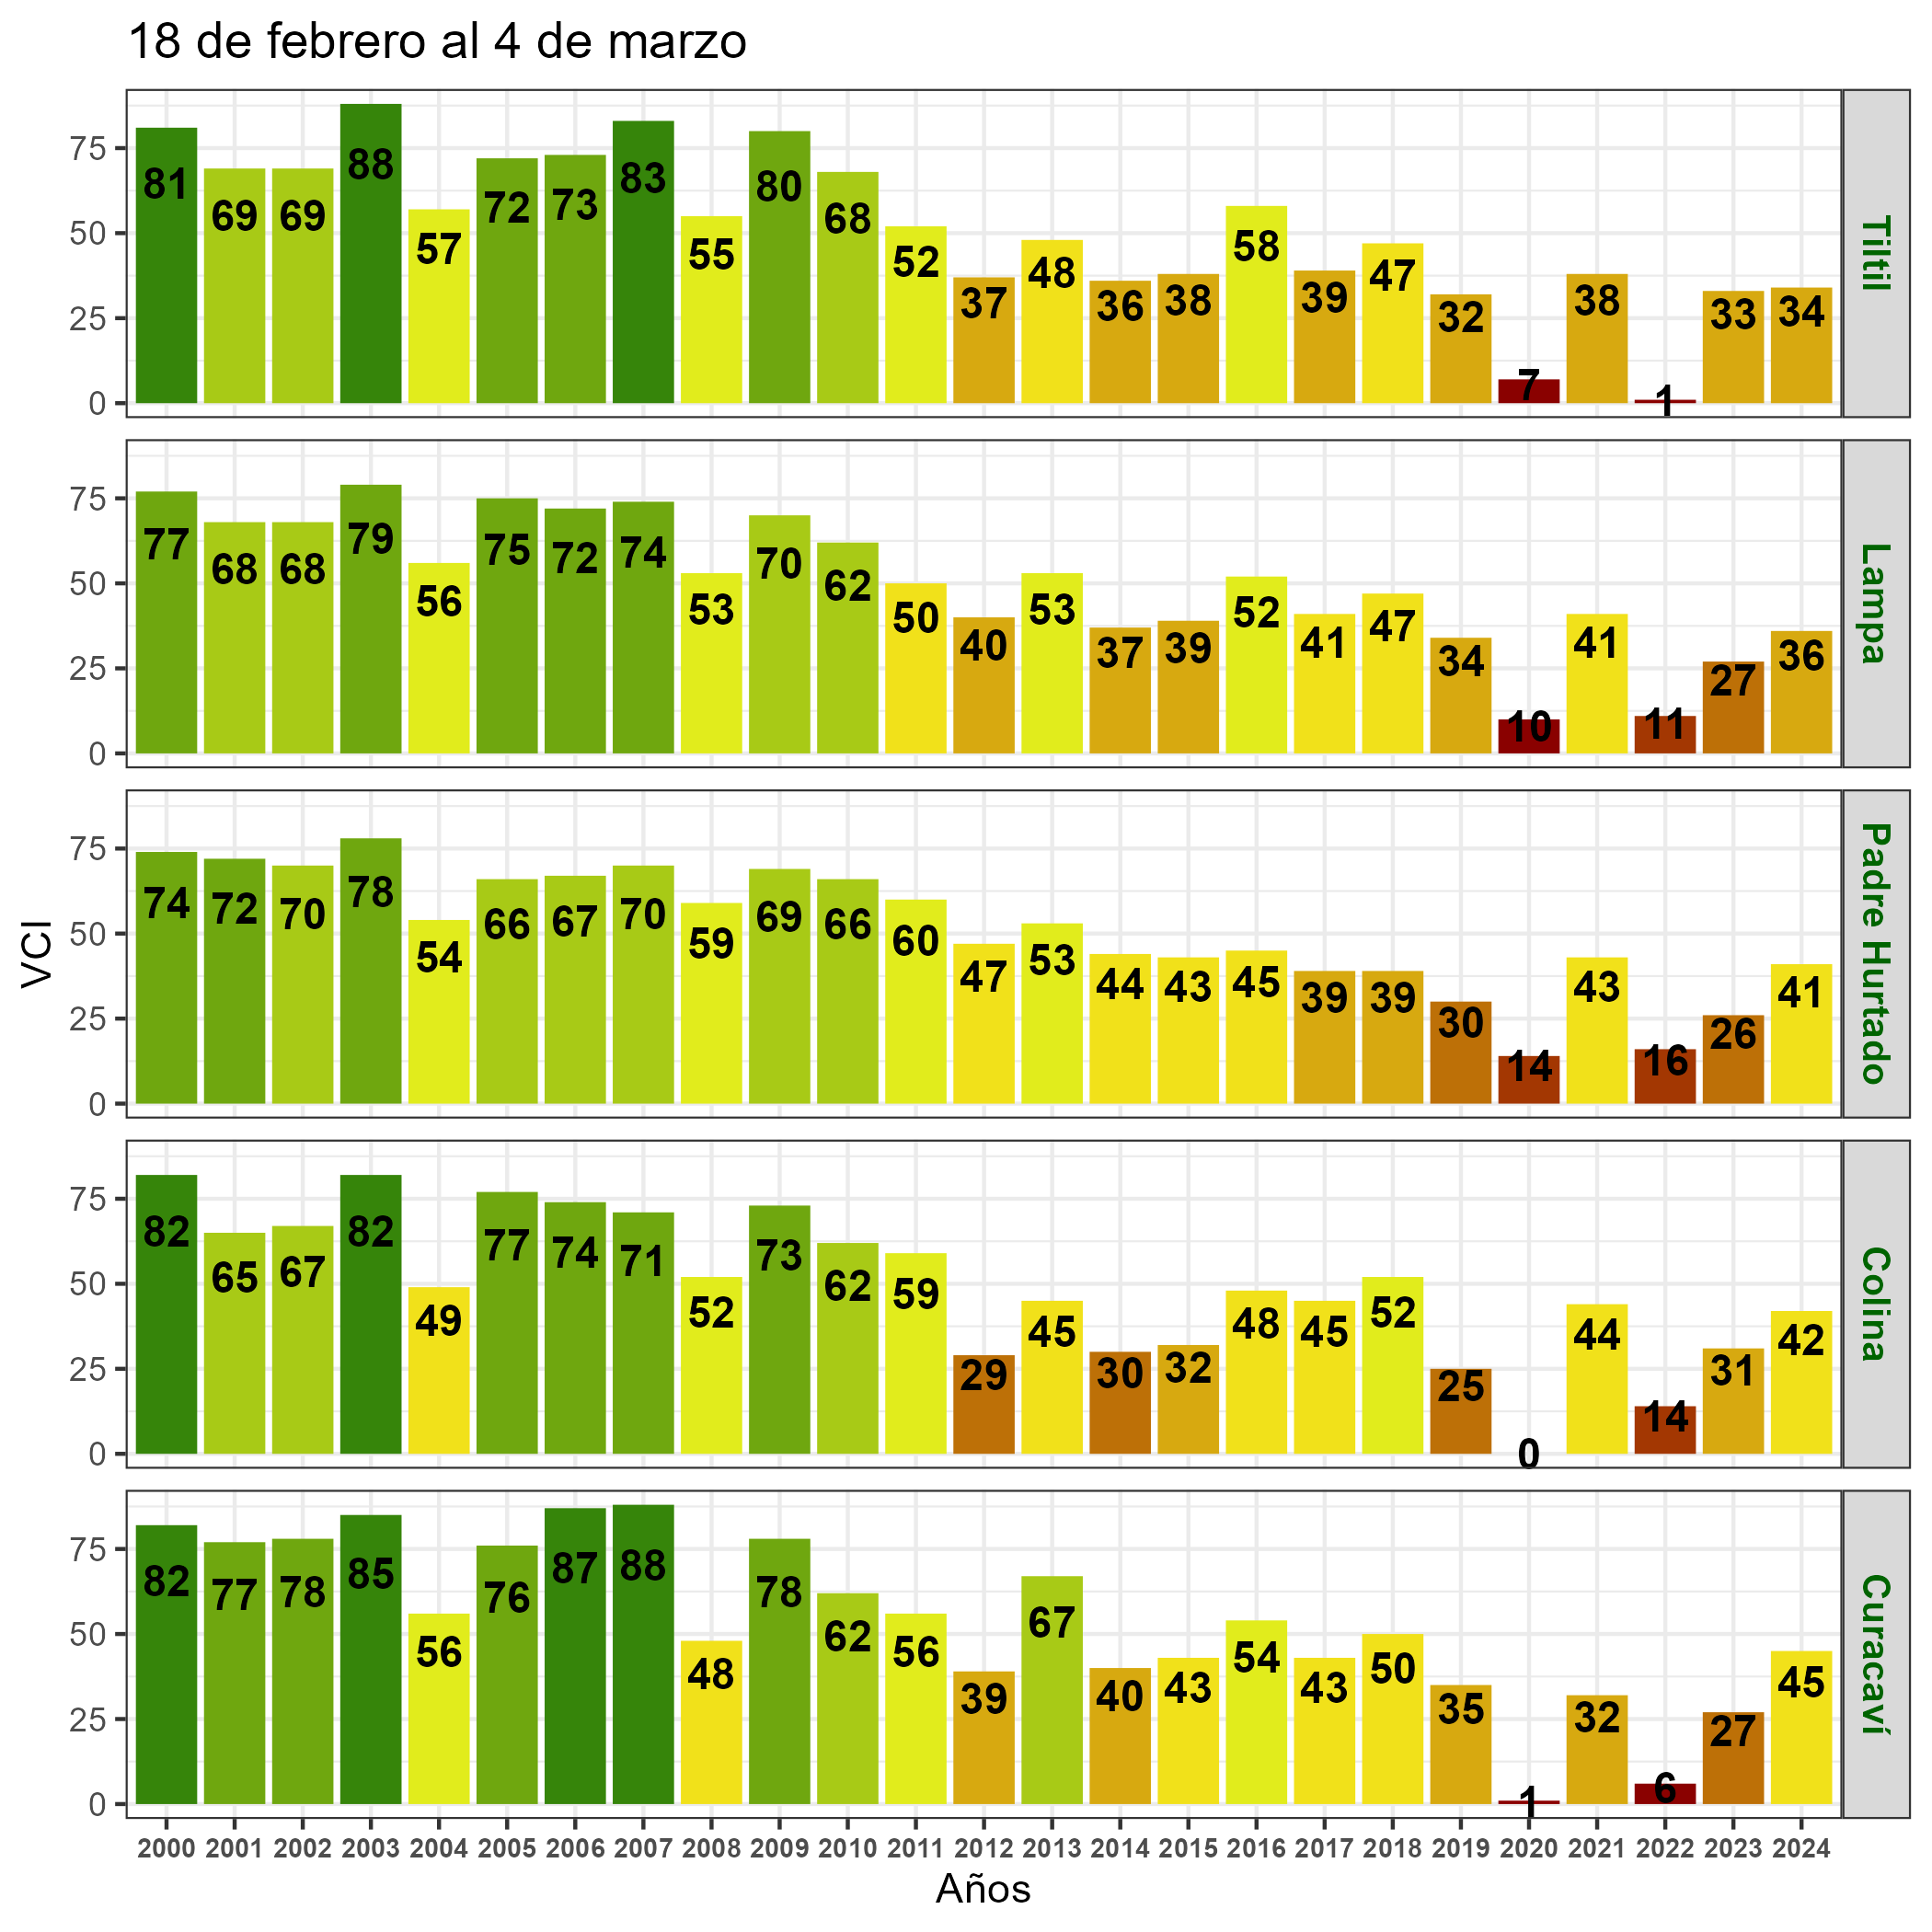 18 de febrero al 4 de marzo
75
50
25
0
81 69 69 88 57 72 73 83 55 80 68 52 37 48 36 38 58 39 47 32 7 38 1 33 34
Tiltil
75
50
25
0
77 68 68 79 56 75 72 74 53 70 62 50 40 53 37 39 52 41 47 34 10 41 11 27 36
Lampa
VCI
75
50
25
0
74 72 70 78 54 66 67 70 59 69 66 60 47 53 44 43 45 39 39 30 14 43 16 26 41
Padre Hurtado
75
50
25
0
82 65 67 82 49 77 74 71 52 73 62 59 29 45 30 32 48 45 52 25 0 44 14 31 42
Colina
75
50
25
0
82 77 78 85 56 76 87 88 48 78 62 56 39 67 40 43 54 43 50 35 1 32 6 27 45
Curacaví
2000 2001 2002 2003 2004 2005 2006 2007 2008 2009 2010 2011 2012 2013 2014 2015 2016 2017 2018 2019 2020 2021 2022 2023 2024
Años